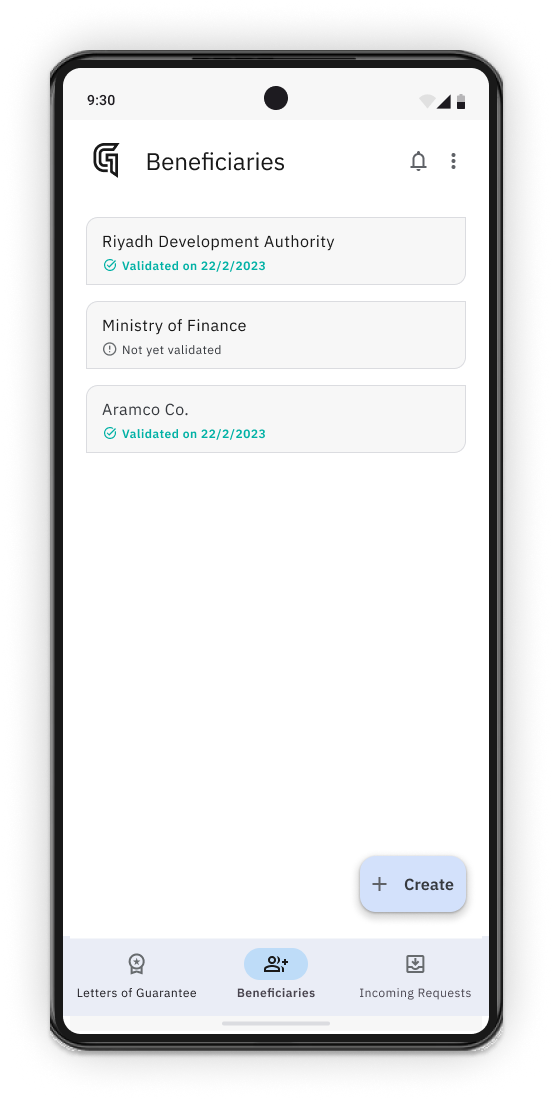 9:30
Beneficiaries
Riyadh Development Authority
Validated on 22/2/2023
Ministry of Finance
Not yet validated
Aramco Co.
Validated on 22/2/2023
+ Create
Letters of Guarantee
Beneficiaries
Incoming Requests